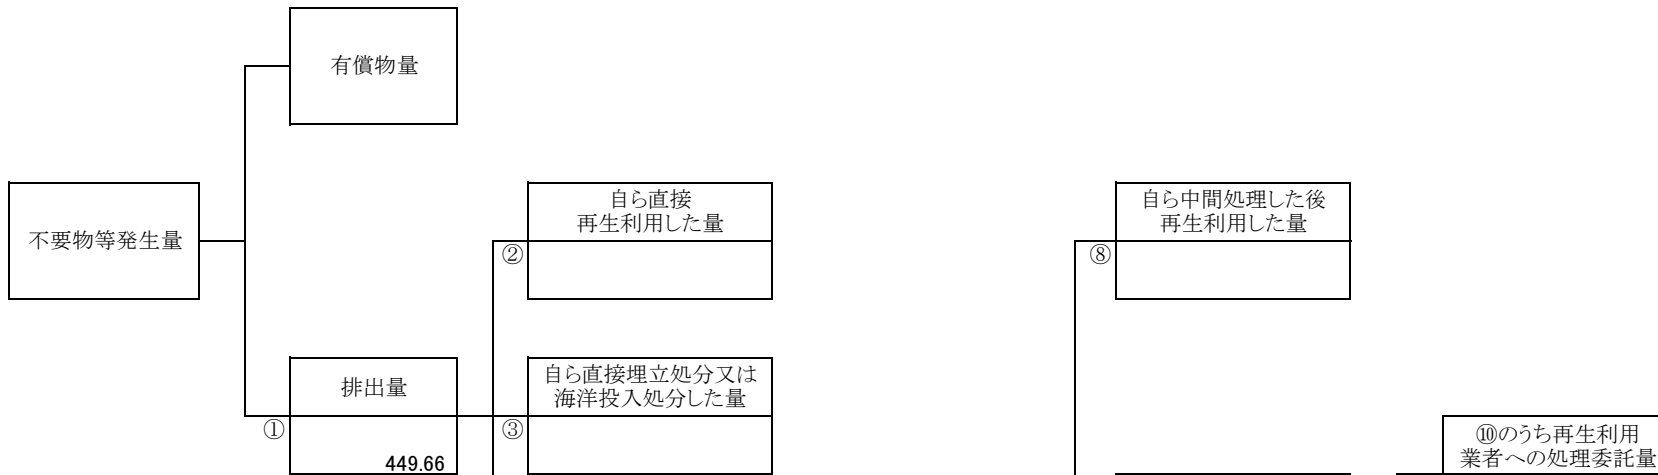 有償物量
不要物等発生量
自ら直接
再生利用した量
②
自ら中間処理した後
再生利用した量
⑧
排出量
①
449.66
自ら直接埋立処分又は
海洋投入処分した量
③
⑩のうち再生利用
業者への処理委託量